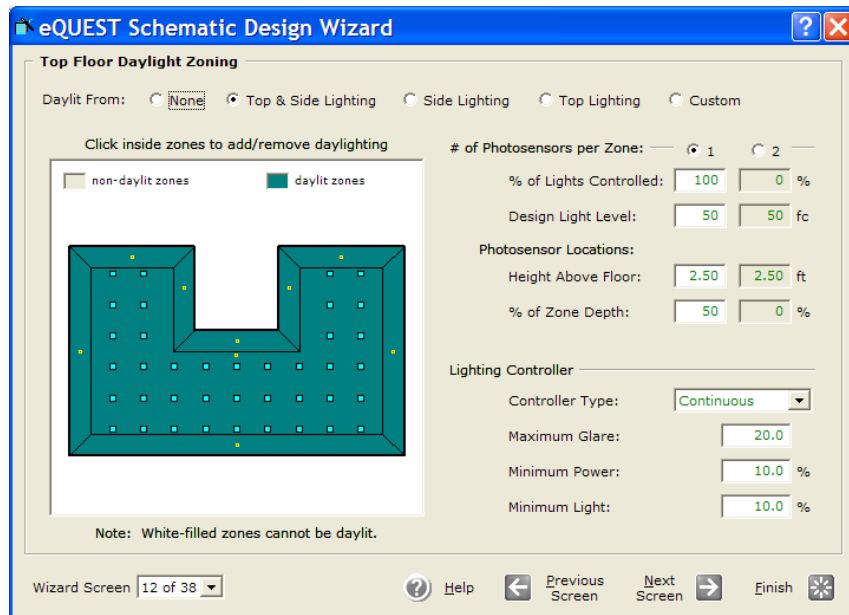 eQUEST Schematic Design Wizard
Top Floor Daylight Zoning
Daylit From: None Top & Side Lighting Side Lighting Top Lighting Custom
Click inside zones to add/remove daylighting
non-daylit zones daylit zones
Note: White-filled zones cannot be daylit.
# of Photosensors per Zone: 1 2
% of Lights Controlled: 100 0 %
Design Light Level: 50 50 fc
Photosensor Locations:
Height Above Floor: 2.50 2.50 ft
% of Zone Depth: 50 0 %
Lighting Controller
Controller Type: Continuous
Maximum Glare: 20.0
Minimum Power: 10.0 %
Minimum Light: 10.0 %
Wizard Screen 12 of 38 Help Previous Screen Next Screen Finish